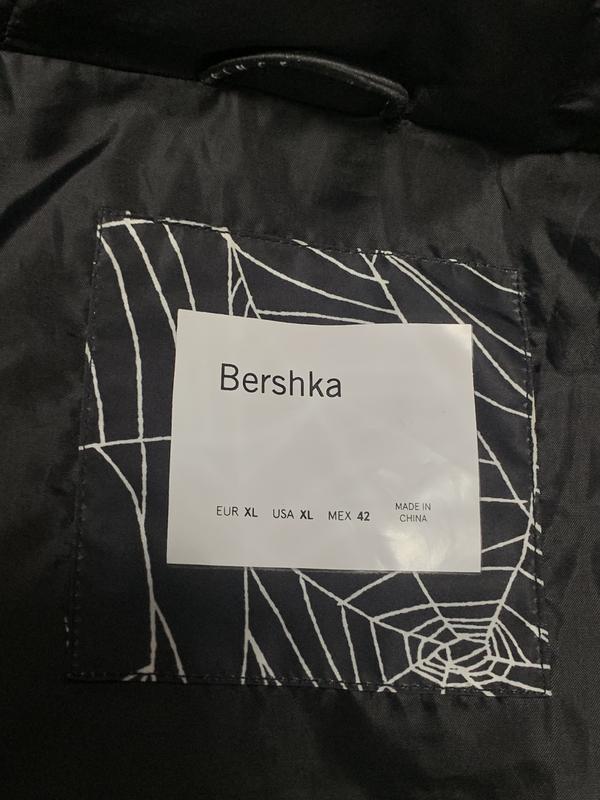 Bershka
EUR XL USA XL MEX 42 MADE IN
CHINA